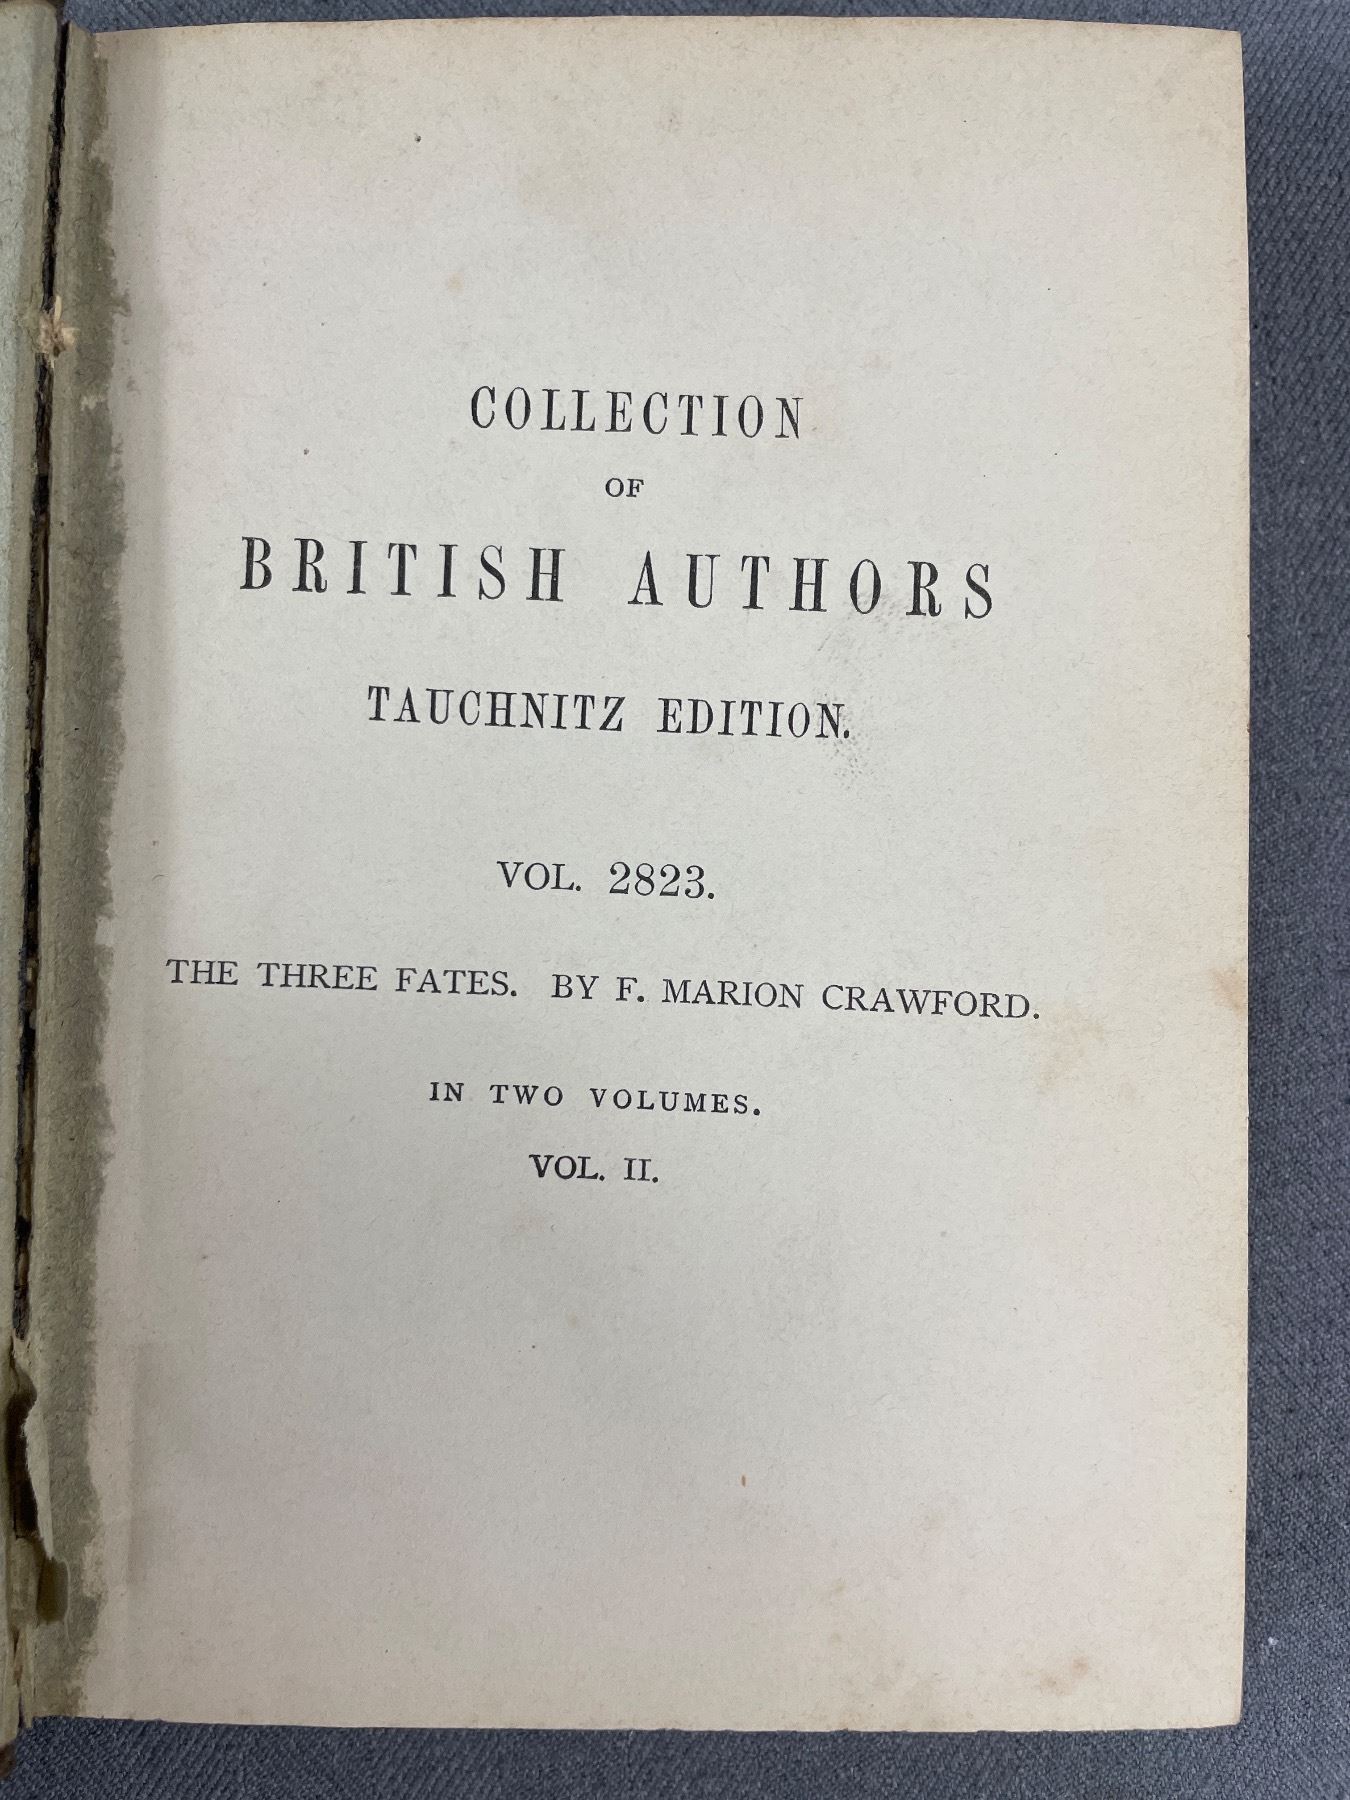 COLLECTION
OF
BRITISH AUTHORS
TAUCHNITZ EDITION.
VOL. 2823.
THE THREE FATES. BY F. MARION CRAWFORD.
IN TWO VOLUMES.
VOL. II.